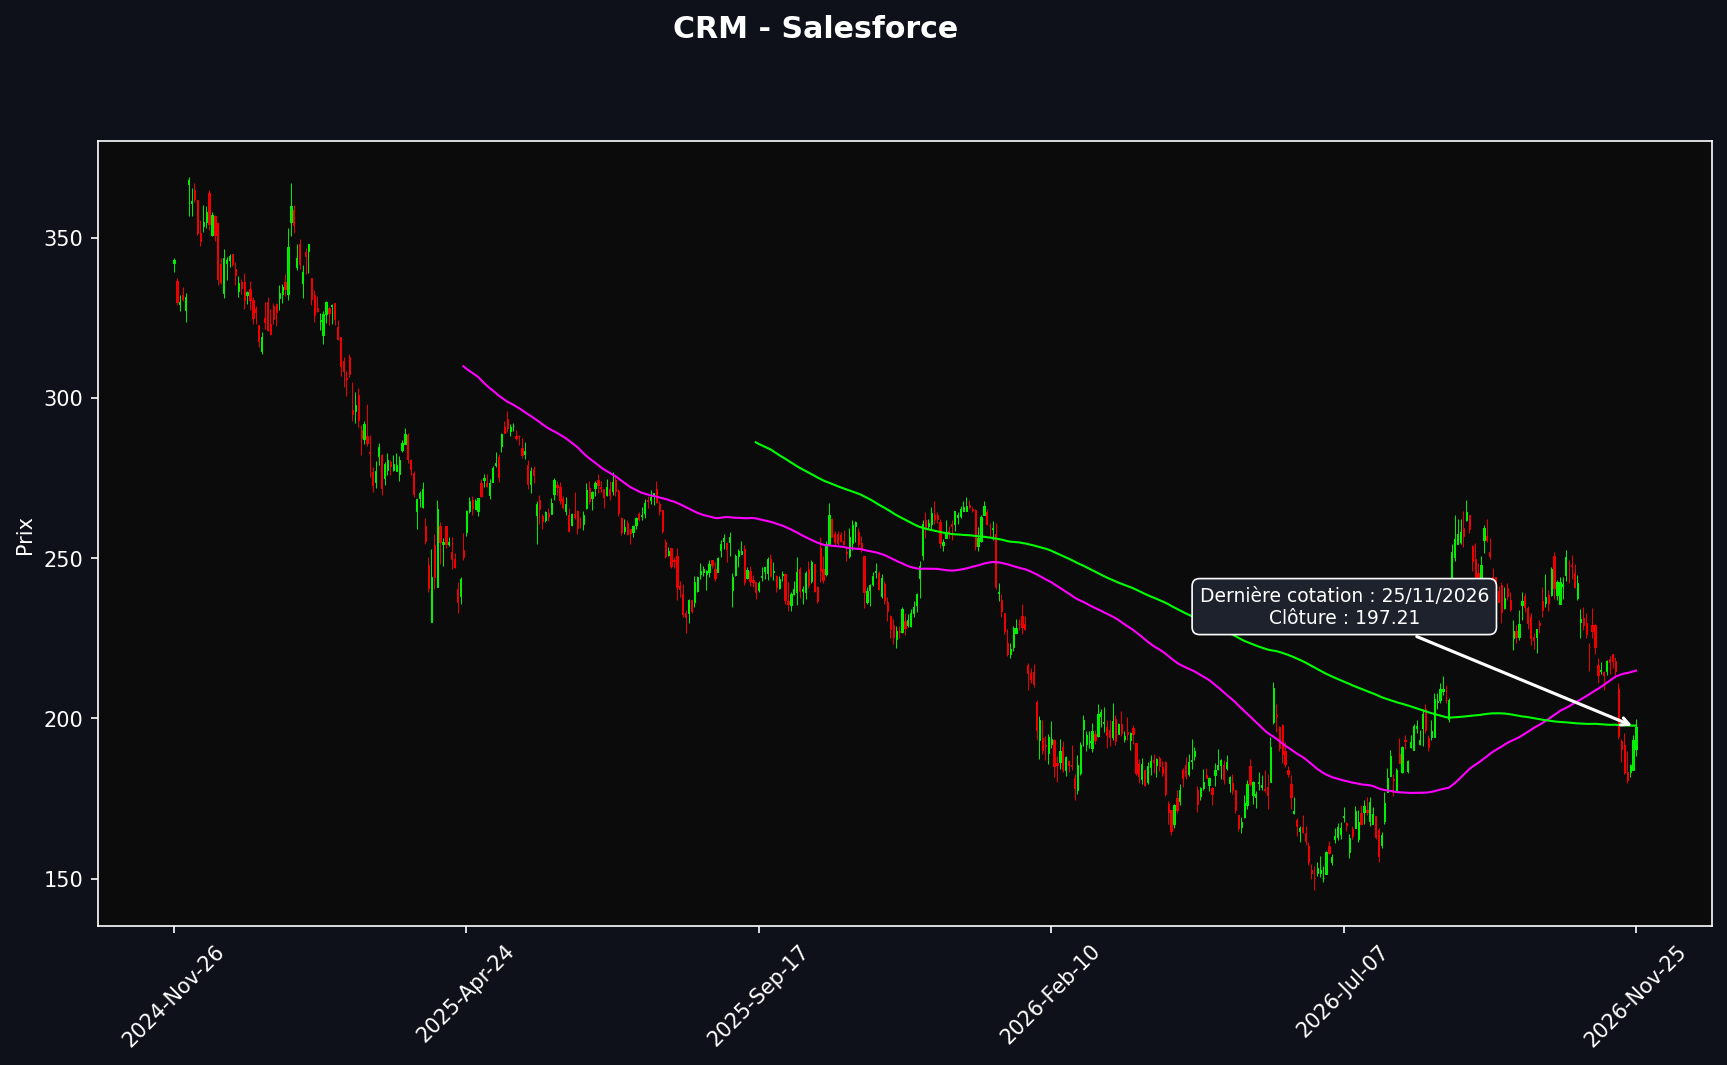 CRM - Salesforce
Prix
350
300
250
200
150
Dernière cotation : 25/11/2026
Clôture : 197.21
2024-Nov-26
2025-Apr-24
2025-Sep-17
2026-Feb-10
2026-Jul-07
2026-Nov-25